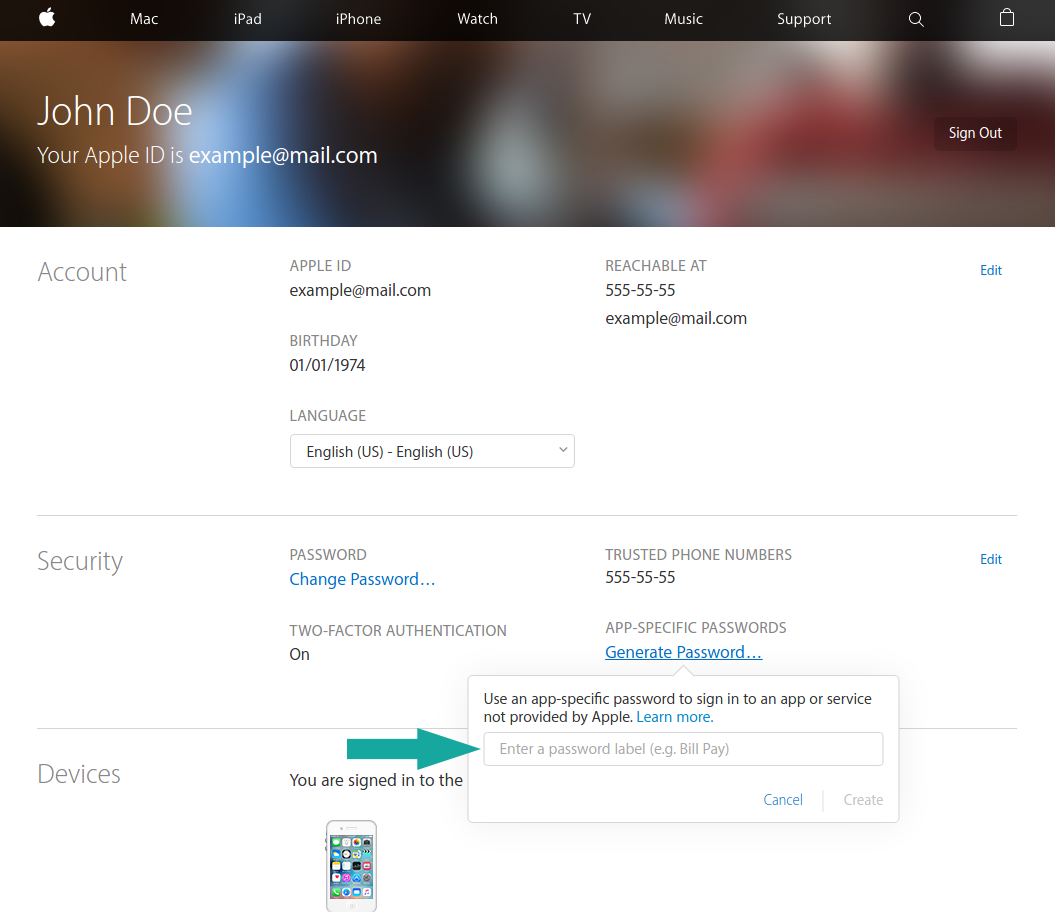 Mac iPad iPhone Watch TV Music Support
John Doe
Your Apple ID is example@mail.com
Sign Out
Account
APPLE ID
example@mail.com
REACHABLE AT
555-55-55
example@mail.com
Edit
BIRTHDAY
01/01/1974
LANGUAGE
English (US) - English (US)
Security
PASSWORD
Change Password...
TRUSTED PHONE NUMBERS
555-55-55
Edit
TWO-FACTOR AUTHENTICATION
On
APP-SPECIFIC PASSWORDS
Generate Password...
Use an app-specific password to sign in to an app or service
not provided by Apple. Learn more.
Enter a password label (e.g. Bill Pay)
Cancel
Create
Devices
You are signed in to the